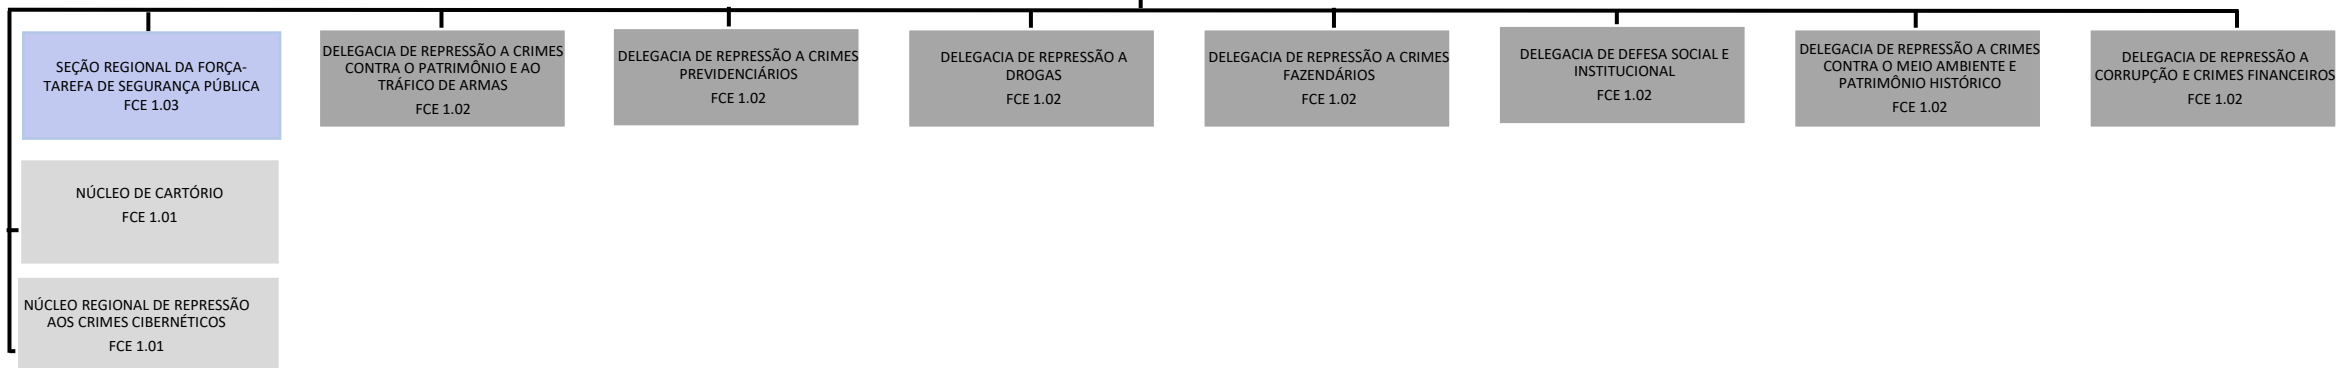 SEÇÃO REGIONAL DA FORÇA-
TAREFA DE SEGURANÇA PÚBLICA
FCE 1.03
DELEGACIA DE REPRESSÃO A CRIMES
CONTRA O PATRIMÔNIO E AO
TRÁFICO DE ARMAS
FCE 1.02
DELEGACIA DE REPRESSÃO A CRIMES
PREVIDENCIÁRIOS
FCE 1.02
DELEGACIA DE REPRESSÃO A
DROGAS
FCE 1.02
DELEGACIA DE REPRESSÃO A CRIMES
FAZENDÁRIOS
FCE 1.02
DELEGACIA DE DEFESA SOCIAL E
INSTITUCIONAL
FCE 1.02
DELEGACIA DE REPRESSÃO A CRIMES
CONTRA O MEIO AMBIENTE E
PATRIMÔNIO HISTÓRICO
FCE 1.02
DELEGACIA DE REPRESSÃO A
CORRUPÇÃO E CRIMES FINANCEIROS
FCE 1.02
NÚCLEO DE CARTÓRIO
FCE 1.01
NÚCLEO REGIONAL DE REPRESSÃO
AOS CRIMES CIBERNÉTICOS
FCE 1.01